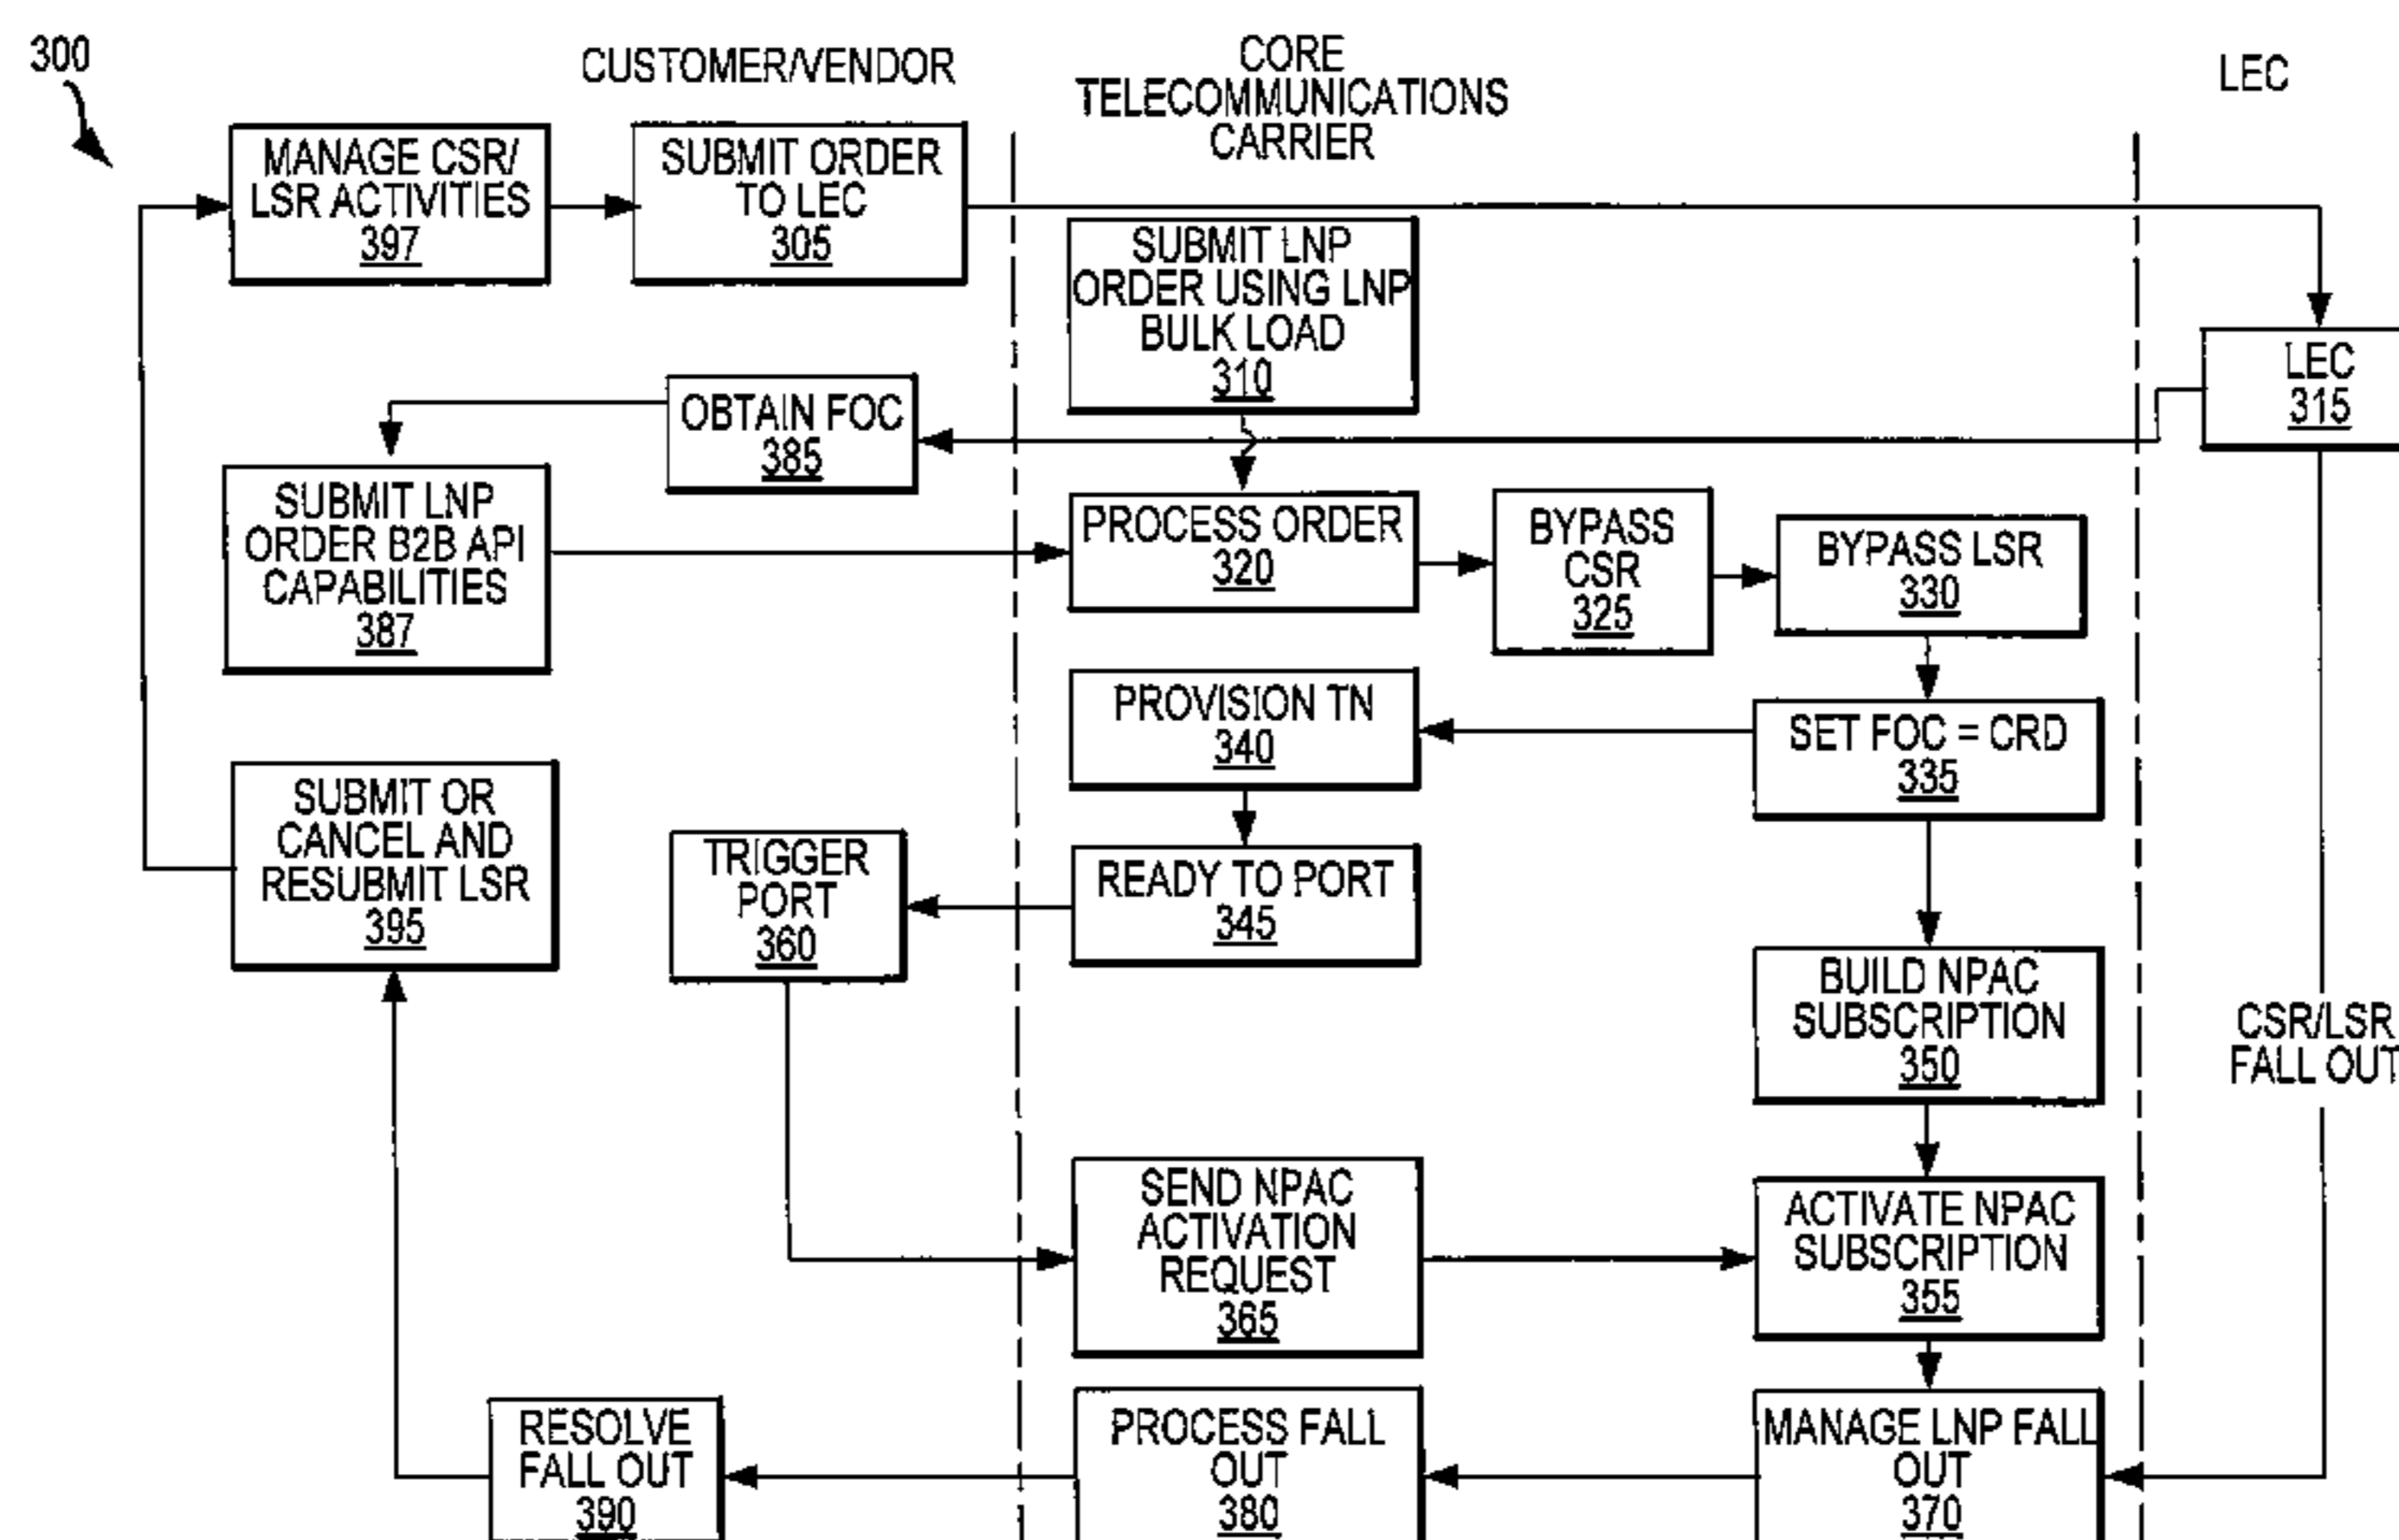 300
CUSTOMER/VENDOR
CORE
TELECOMMUNICATIONS
CARRIER
LEC
MANAGE CSR/
LSR ACTIVITIES
397
SUBMIT ORDER
TO LEC
305
SUBMIT LNP
ORDER USING LNP
BULK LOAD
310
LEC
315
OBTAIN FOC
385
SUBMIT LNP
ORDER B2B API
CAPABILITIES
387
PROCESS ORDER
320
BYPASS
CSR
325
BYPASS LSR
330
PROVISION TN
340
SET FOC = CRD
335
SUBMIT OR
CANCEL AND
RESUBMIT LSR
395
TRIGGER
PORT
360
READY TO PORT
345
BUILD NPAC
SUBSCRIPTION
350
CSR/LSR
FALL OUT
SEND NPAC
ACTIVATION
REQUEST
365
ACTIVATE NPAC
SUBSCRIPTION
355
RESOLVE
FALL OUT
390
PROCESS FALL
OUT
380
MANAGE LNP FALL
OUT
370